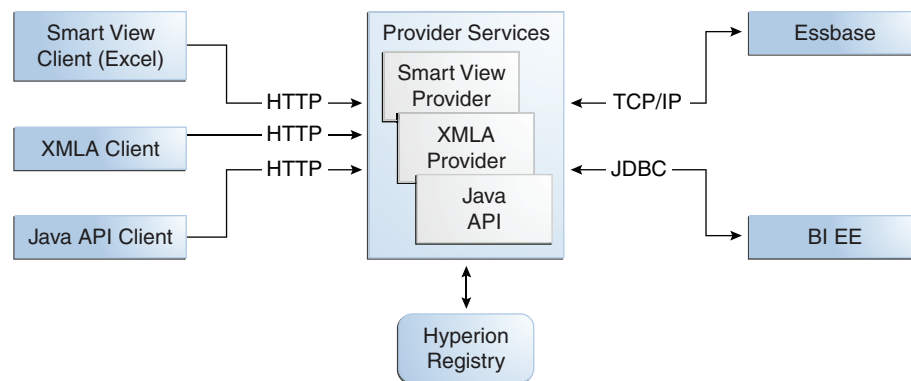 Smart View
Client (Excel)
XMLA Client
Java API Client
HTTP
HTTP
HTTP
Provider Services
Smart View
Provider
XMLA
Provider
Java
API
Hyperion
Registry
TCP/IP
JDBC
Essbase
BI EE